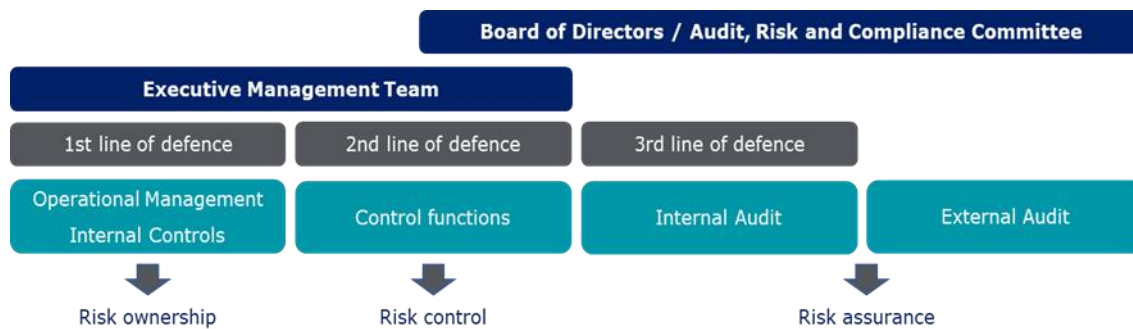 Board of Directors / Audit, Risk and Compliance Committee
Executive Management Team
1st line of defence
2nd line of defence
3rd line of defence
Operational Management
Internal Controls
Control functions
Internal Audit
External Audit
Risk ownership
Risk control
Risk assurance